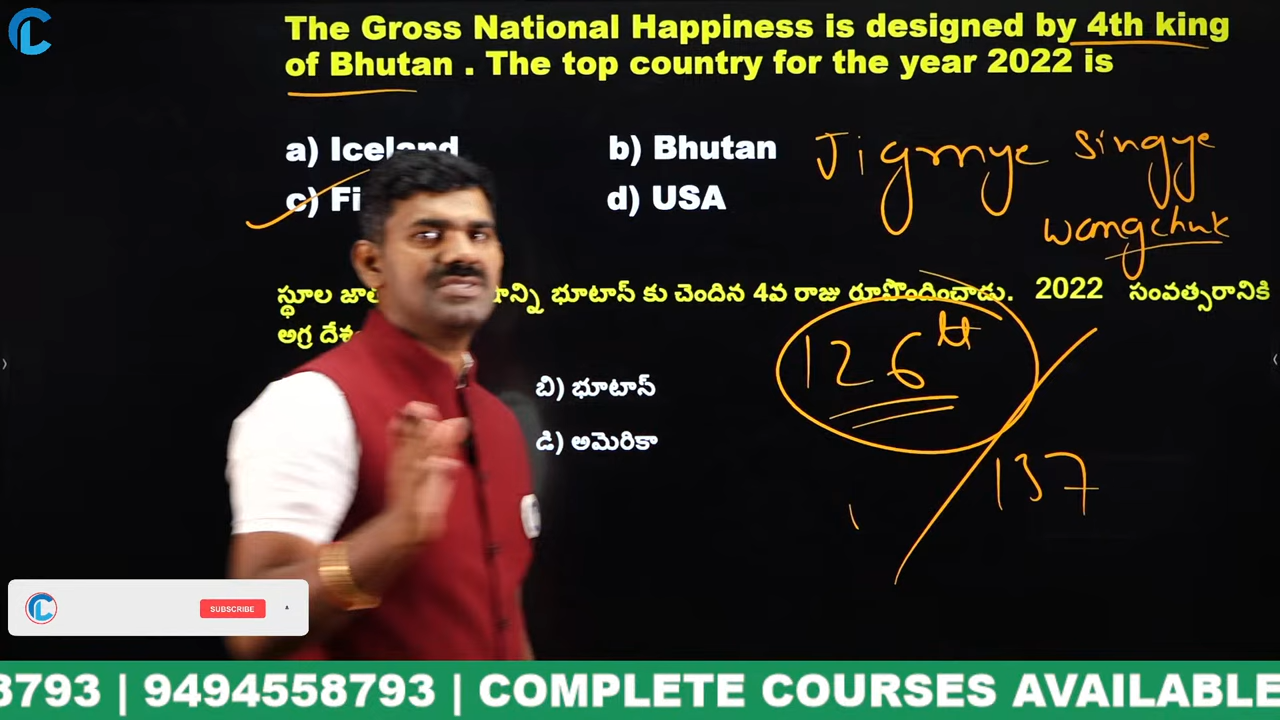 The Gross National Happiness is designed by 4th king
of Bhutan . The top country for the year 2022 is
a) Iceland
b) Bhutan
Jigmye Singye
wangchuk
c) Fi
d) USA
స్థూల జాత న్ని భూటాన్ కు చెందిన 4వ రాజు రూపొందించాడు. 2022 సంవత్సరానికి
అగ్ర దేశ
126th
137
బి) భూటాన్
డి) అమెరికా
SUBSCRIBE
8793 | 9494558793 | COMPLETE COURSES AVAILABLE